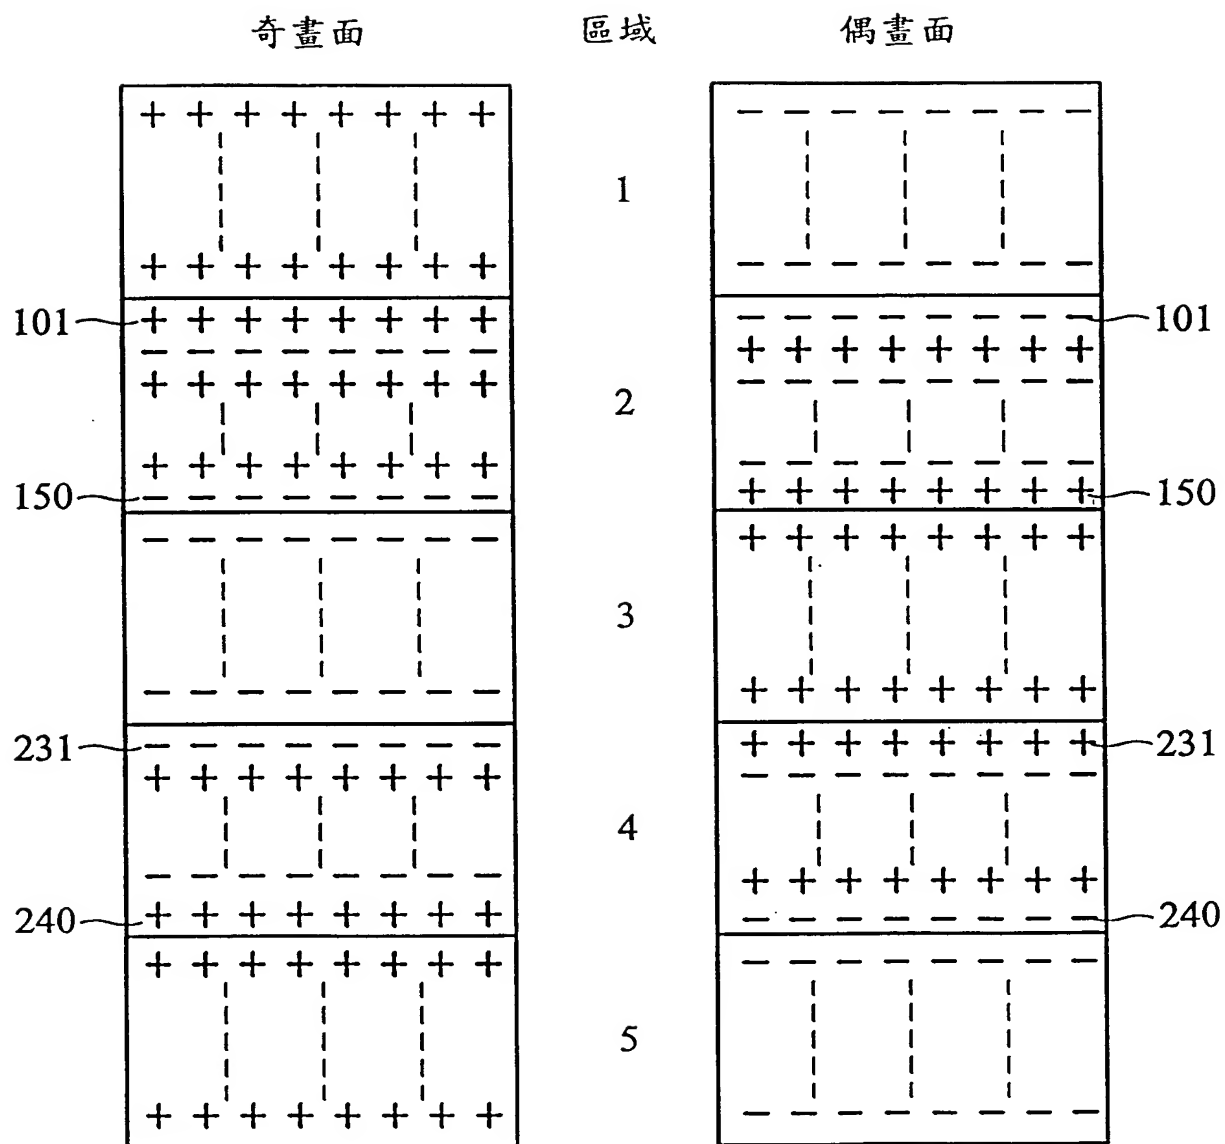 奇畫面 區域 偶畫面
+ + + + + + + + - - - - - - - -
1
+ + + + + + + + - - - - - - - -
101 + + + + + + + + - - - - - - - - 101
- - - - - - - - + + + + + + + +
+ + + + + + + + - - - - - - - -
2
+ + + + + + + + - - - - - - - -
150 - - - - - - - - + + + + + + + + 150
- - - - - - - - + + + + + + + +
3
- - - - - - - - + + + + + + + +
231 - - - - - - - - + + + + + + + + 231
+ + + + + + + + - - - - - - - -
4
- - - - - - - - + + + + + + + +
240 + + + + + + + + - - - - - - - - 240
+ + + + + + + + - - - - - - - -
5
+ + + + + + + + - - - - - - - -